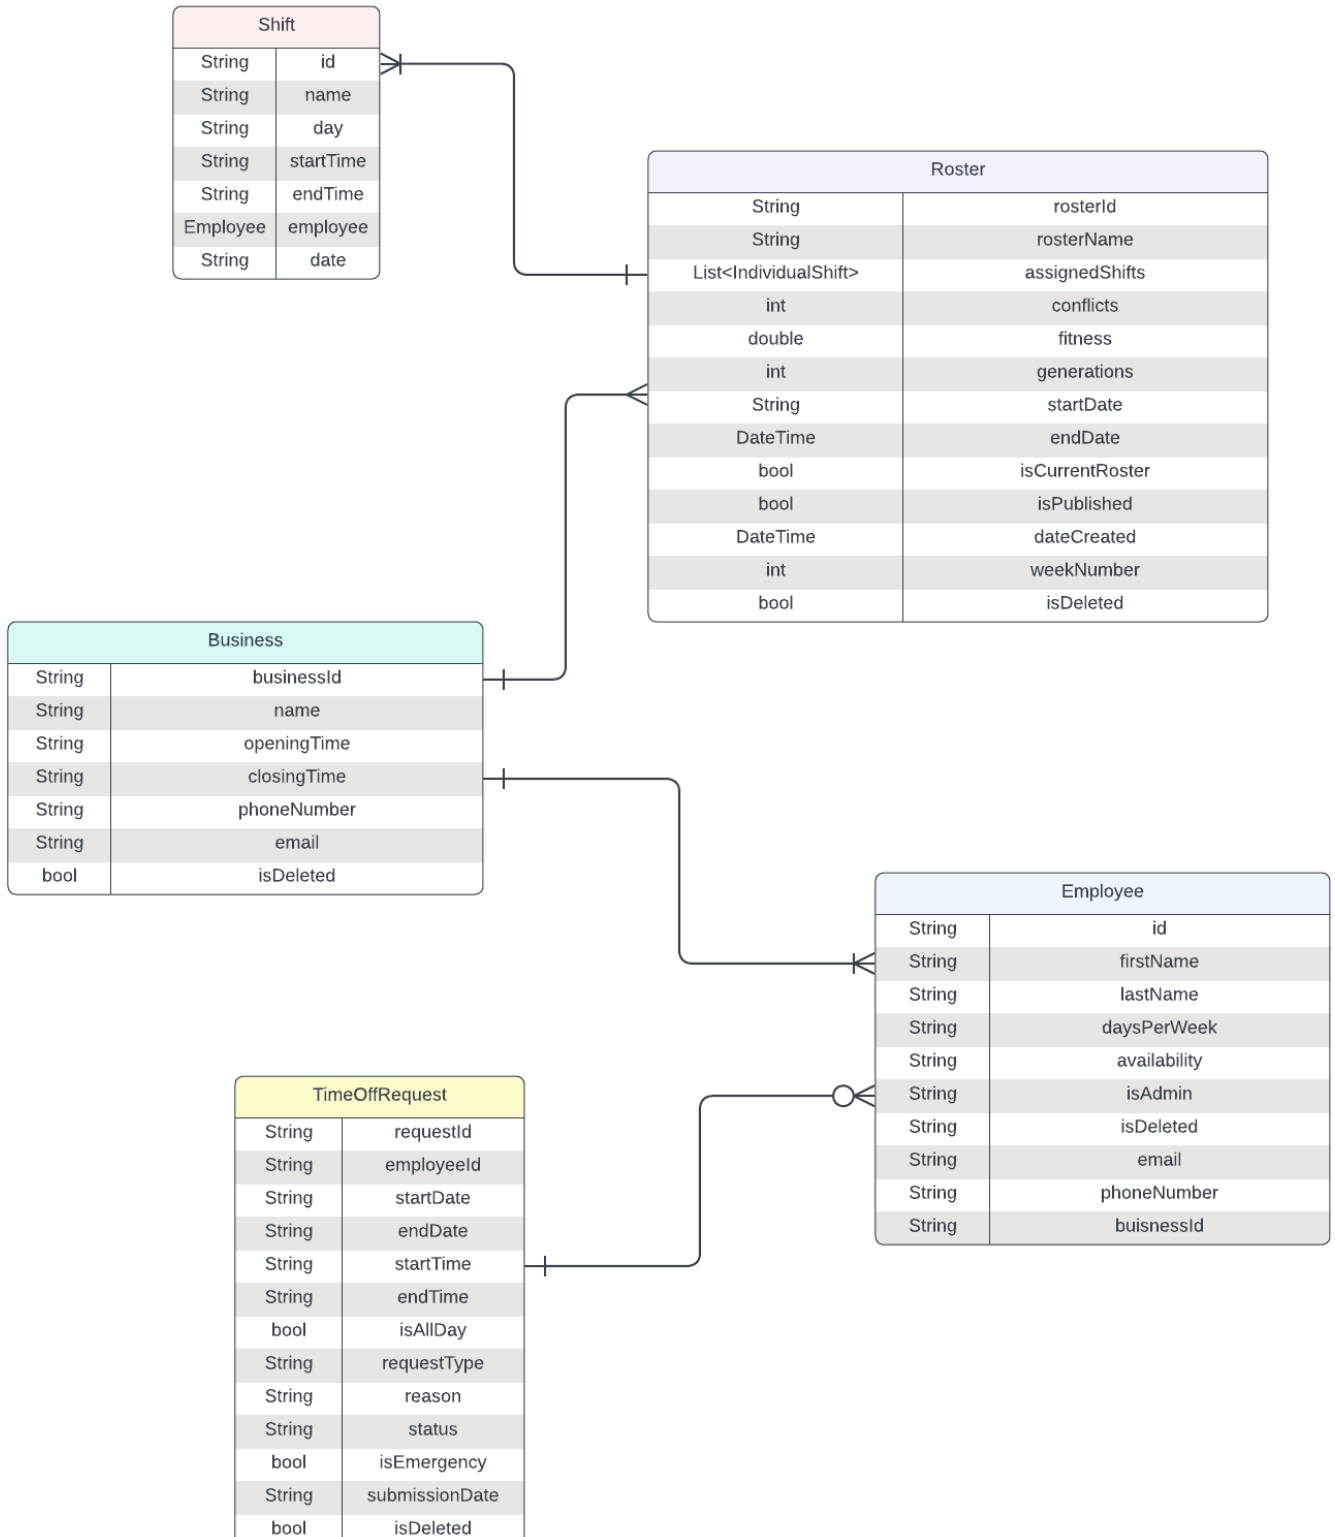 Shift
String id
String name
String day
String startTime
String endTime
Employee employee
String date
Roster
String rosterId
String rosterName
List<IndividualShift> assignedShifts
int conflicts
double fitness
int generations
String startDate
DateTime endDate
bool isCurrentRoster
bool isPublished
DateTime dateCreated
int weekNumber
bool isDeleted
Business
String businessId
String name
String openingTime
String closingTime
String phoneNumber
String email
bool isDeleted
Employee
String id
String firstName
String lastName
String daysPerWeek
String availability
String isAdmin
String isDeleted
String email
String phoneNumber
String buisnessId
TimeOffRequest
String requestId
String employeeId
String startDate
String endDate
String startTime
String endTime
bool isAllDay
String requestType
String reason
String status
bool isEmergency
String submissionDate
bool isDeleted